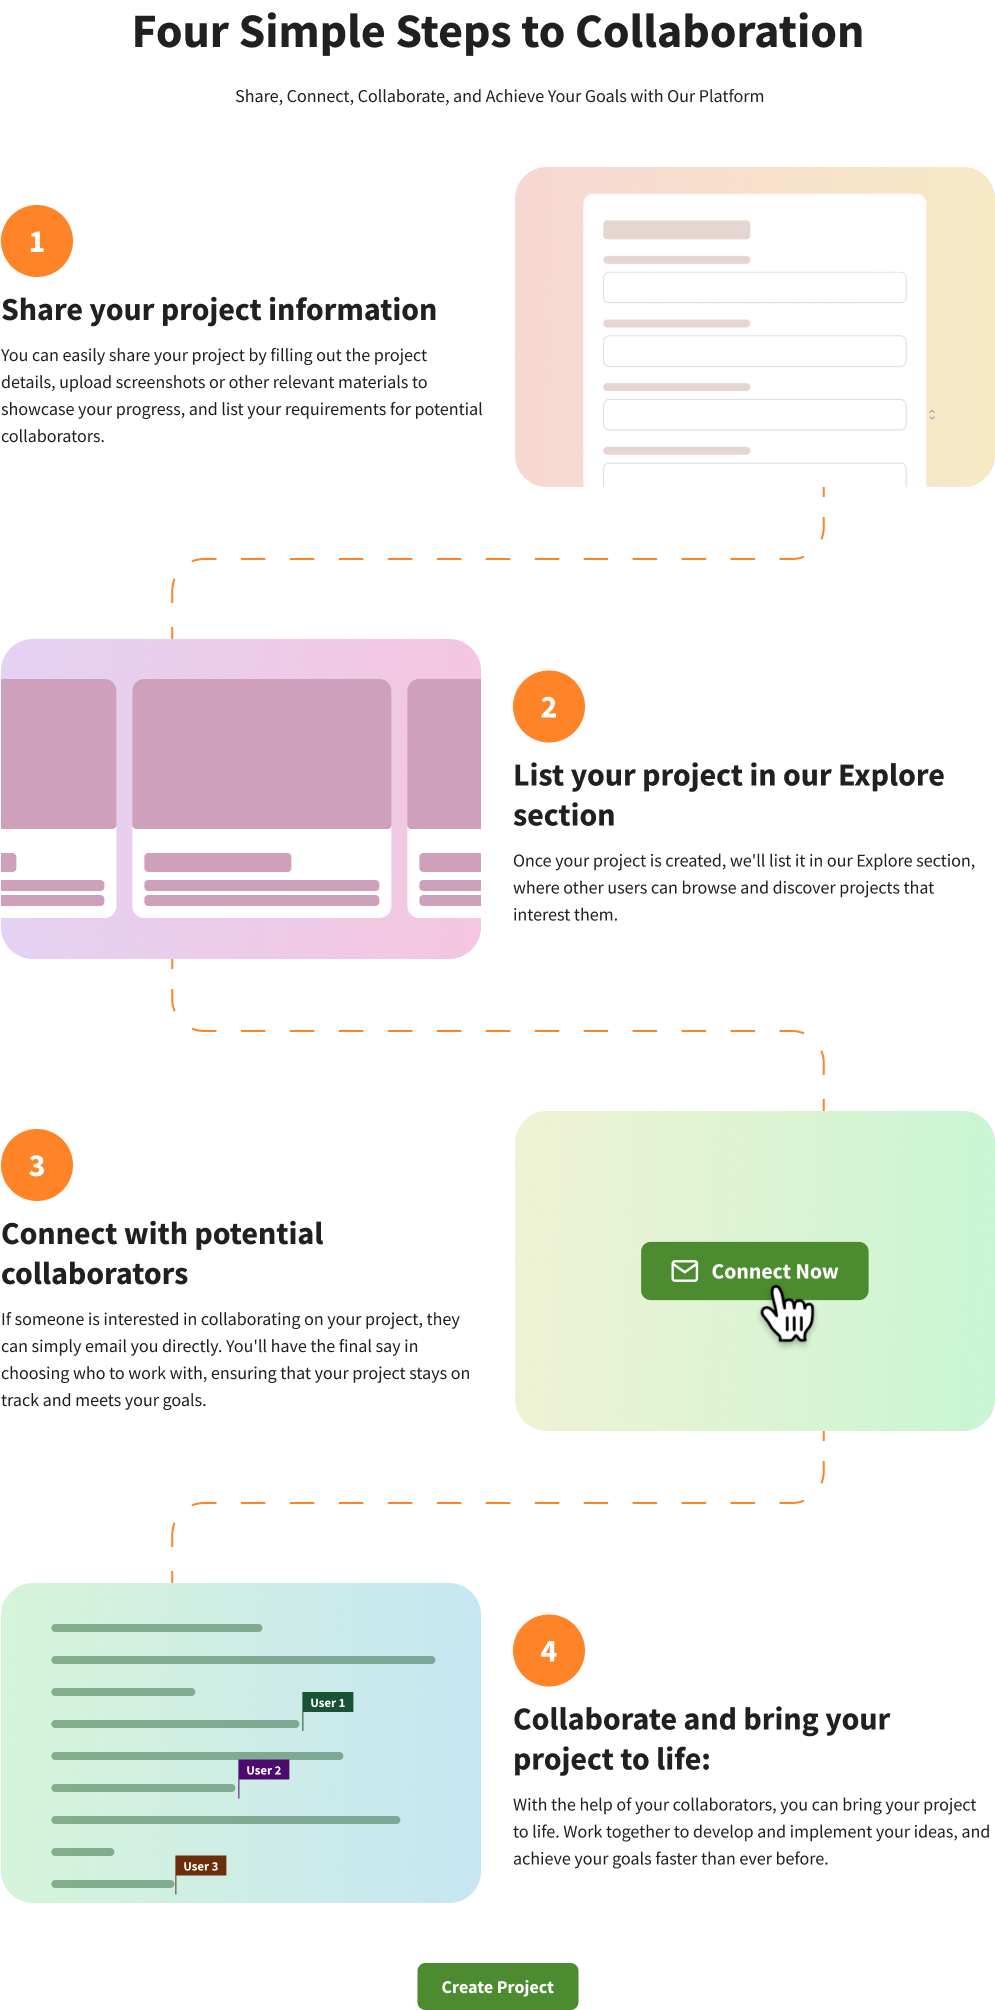 Four Simple Steps to Collaboration
Share, Connect, Collaborate, and Achieve Your Goals with Our Platform
1
Share your project information
You can easily share your project by filling out the project
details, upload screenshots or other relevant materials to
showcase your progress, and list your requirements for potential
collaborators.
2
List your project in our Explore
section
Once your project is created, we'll list it in our Explore section,
where other users can browse and discover projects that
interest them.
3
Connect with potential
collaborators
If someone is interested in collaborating on your project, they
can simply email you directly. You'll have the final say in
choosing who to work with, ensuring that your project stays on
track and meets your goals.
Connect Now
User 1
User 2
User 3
4
Collaborate and bring your
project to life:
With the help of your collaborators, you can bring your project
to life. Work together to develop and implement your ideas, and
achieve your goals faster than ever before.
Create Project